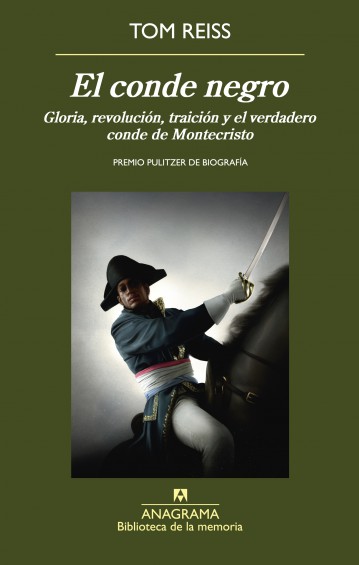 TOM REISS
El conde negro
Gloria, revolución, traición y el verdadero
conde de Montecristo
PREMIO PULITZER DE BIOGRAFÍA
ANAGRAMA
Biblioteca de la memoria